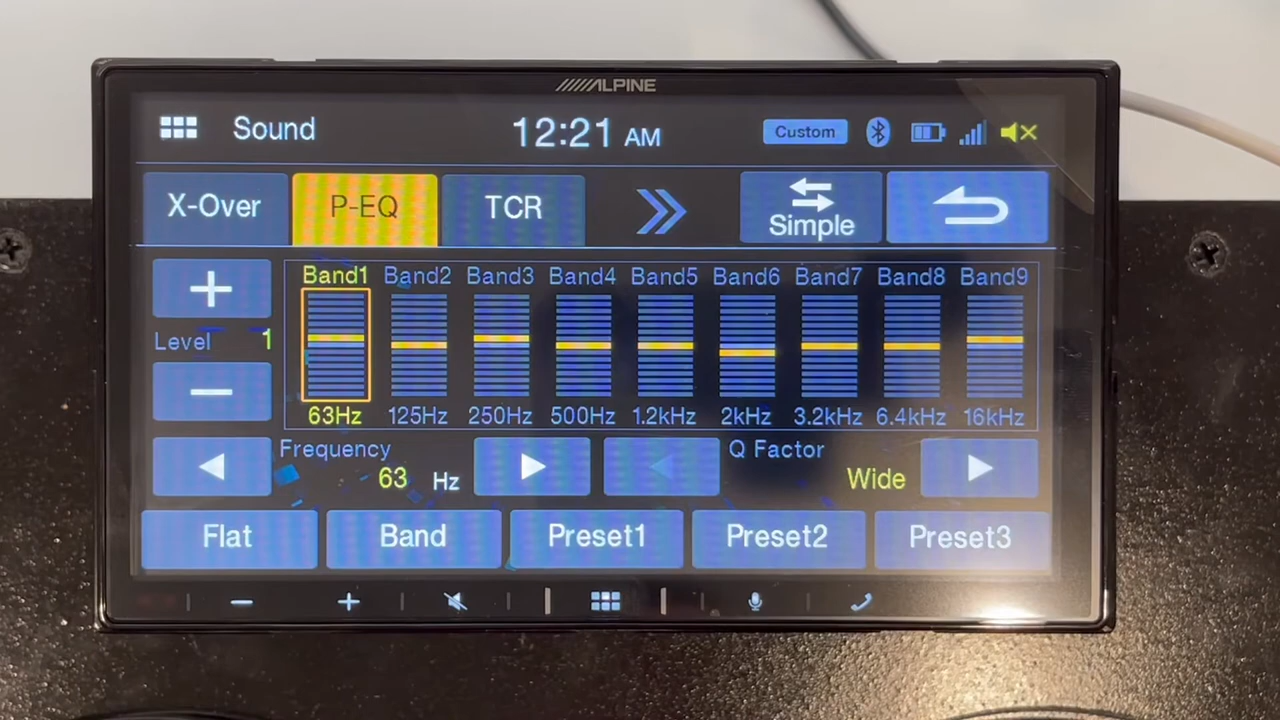 ALPINE
Sound 12:21 AM Custom
X-Over P-EQ TCR Simple
Band1 Band2 Band3 Band4 Band5 Band6 Band7 Band8 Band9
Level 1
63Hz 125Hz 250Hz 500Hz 1.2kHz 2kHz 3.2kHz 6.4kHz 16kHz
Frequency Q Factor
63 Hz Wide
Flat Band Preset1 Preset2 Preset3